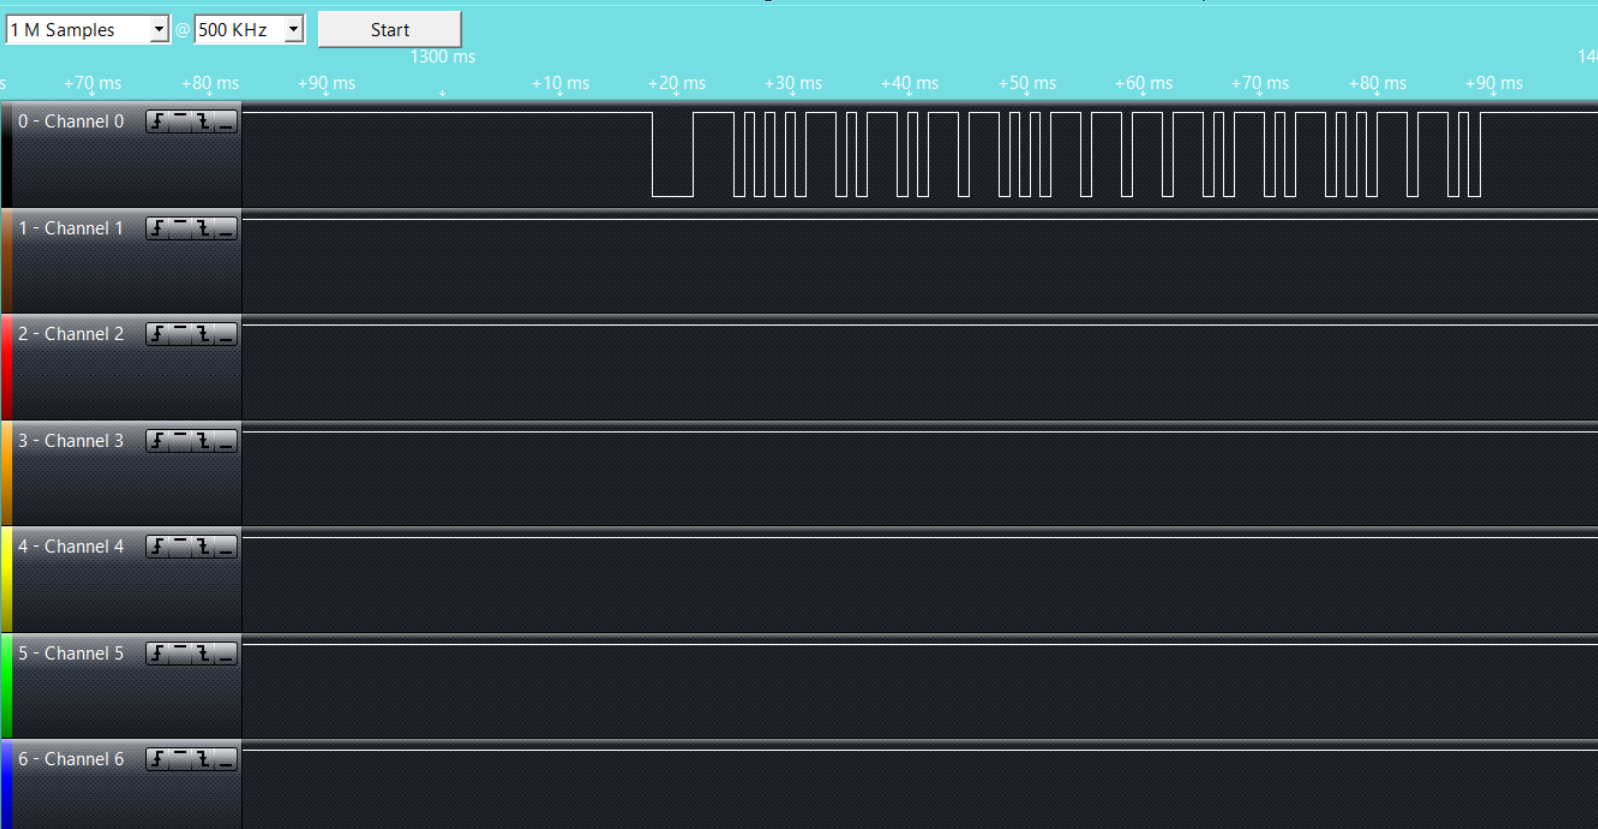 1 M Samples @ 500 KHz Start
1300 ms
+70 ms +80 ms +90 ms +10 ms +20 ms +30 ms +40 ms +50 ms +60 ms +70 ms +80 ms +90 ms
0 - Channel 0
1 - Channel 1
2 - Channel 2
3 - Channel 3
4 - Channel 4
5 - Channel 5
6 - Channel 6